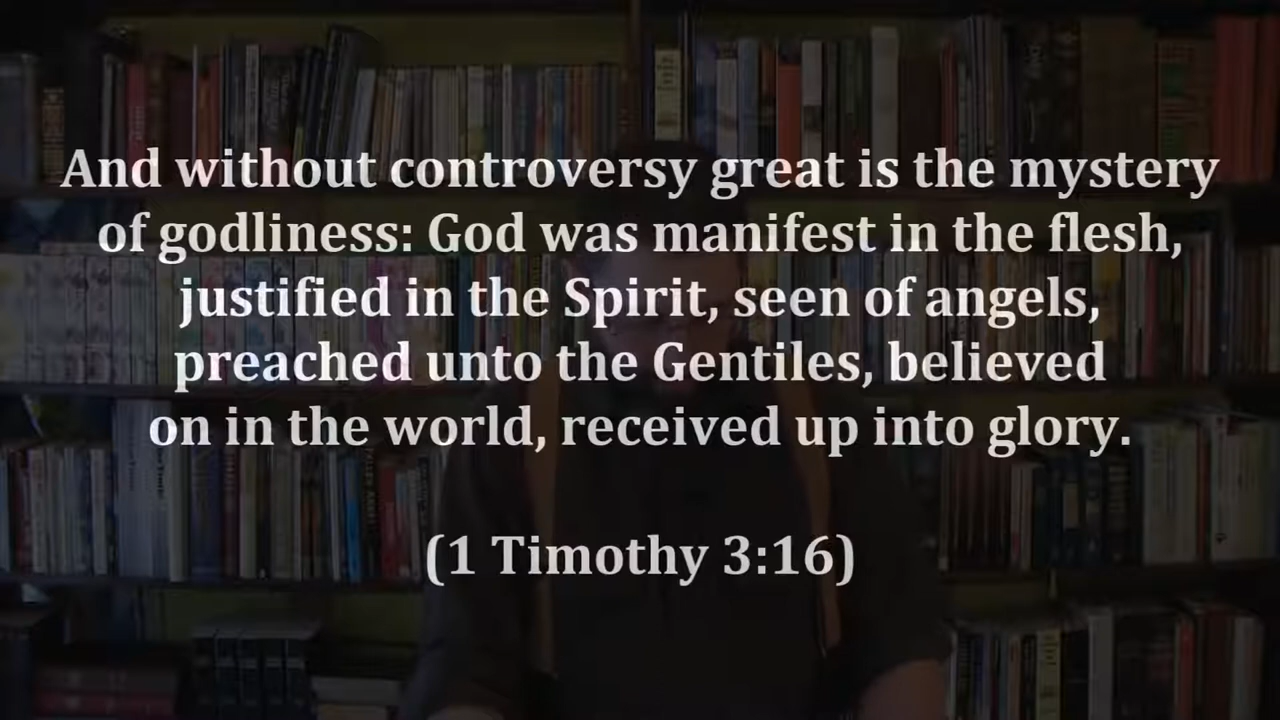 And without controversy great is the mystery
of godliness: God was manifest in the flesh,
justified in the Spirit, seen of angels,
preached unto the Gentiles, believed
on in the world, received up into glory.
(1 Timothy 3:16)